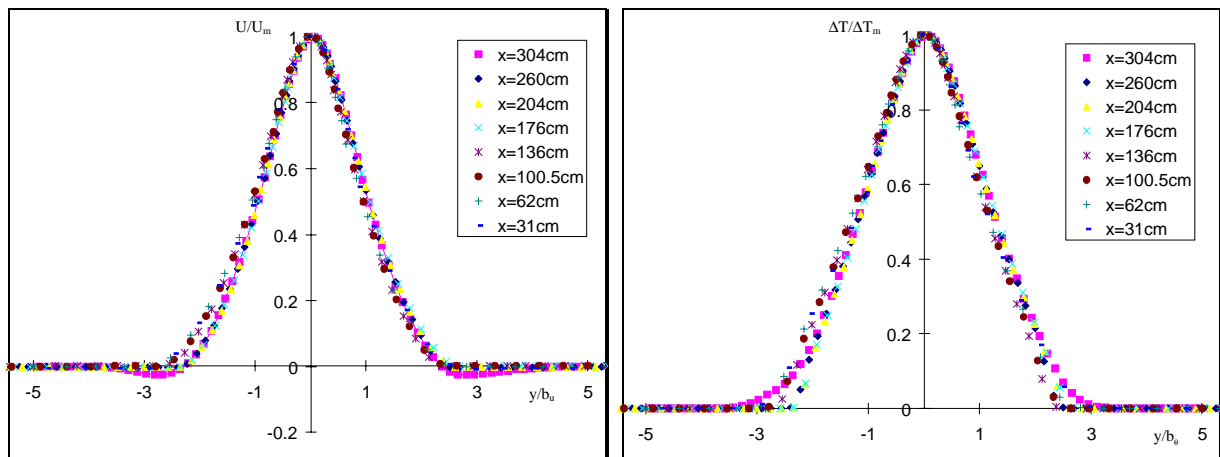 U/Um
1
0.8
0.6
0.4
0.2
0
-0.2
-5
-3
-1
1
3
5
y/bu
x=304cm
x=260cm
x=204cm
x=176cm
x=136cm
x=100.5cm
x=62cm
x=31cm
ΔT/ΔTm
1
0.8
0.6
0.4
0.2
0
-5
-3
-1
1
3
5
y/bθ
x=304cm
x=260cm
x=204cm
x=176cm
x=136cm
x=100.5cm
x=62cm
x=31cm